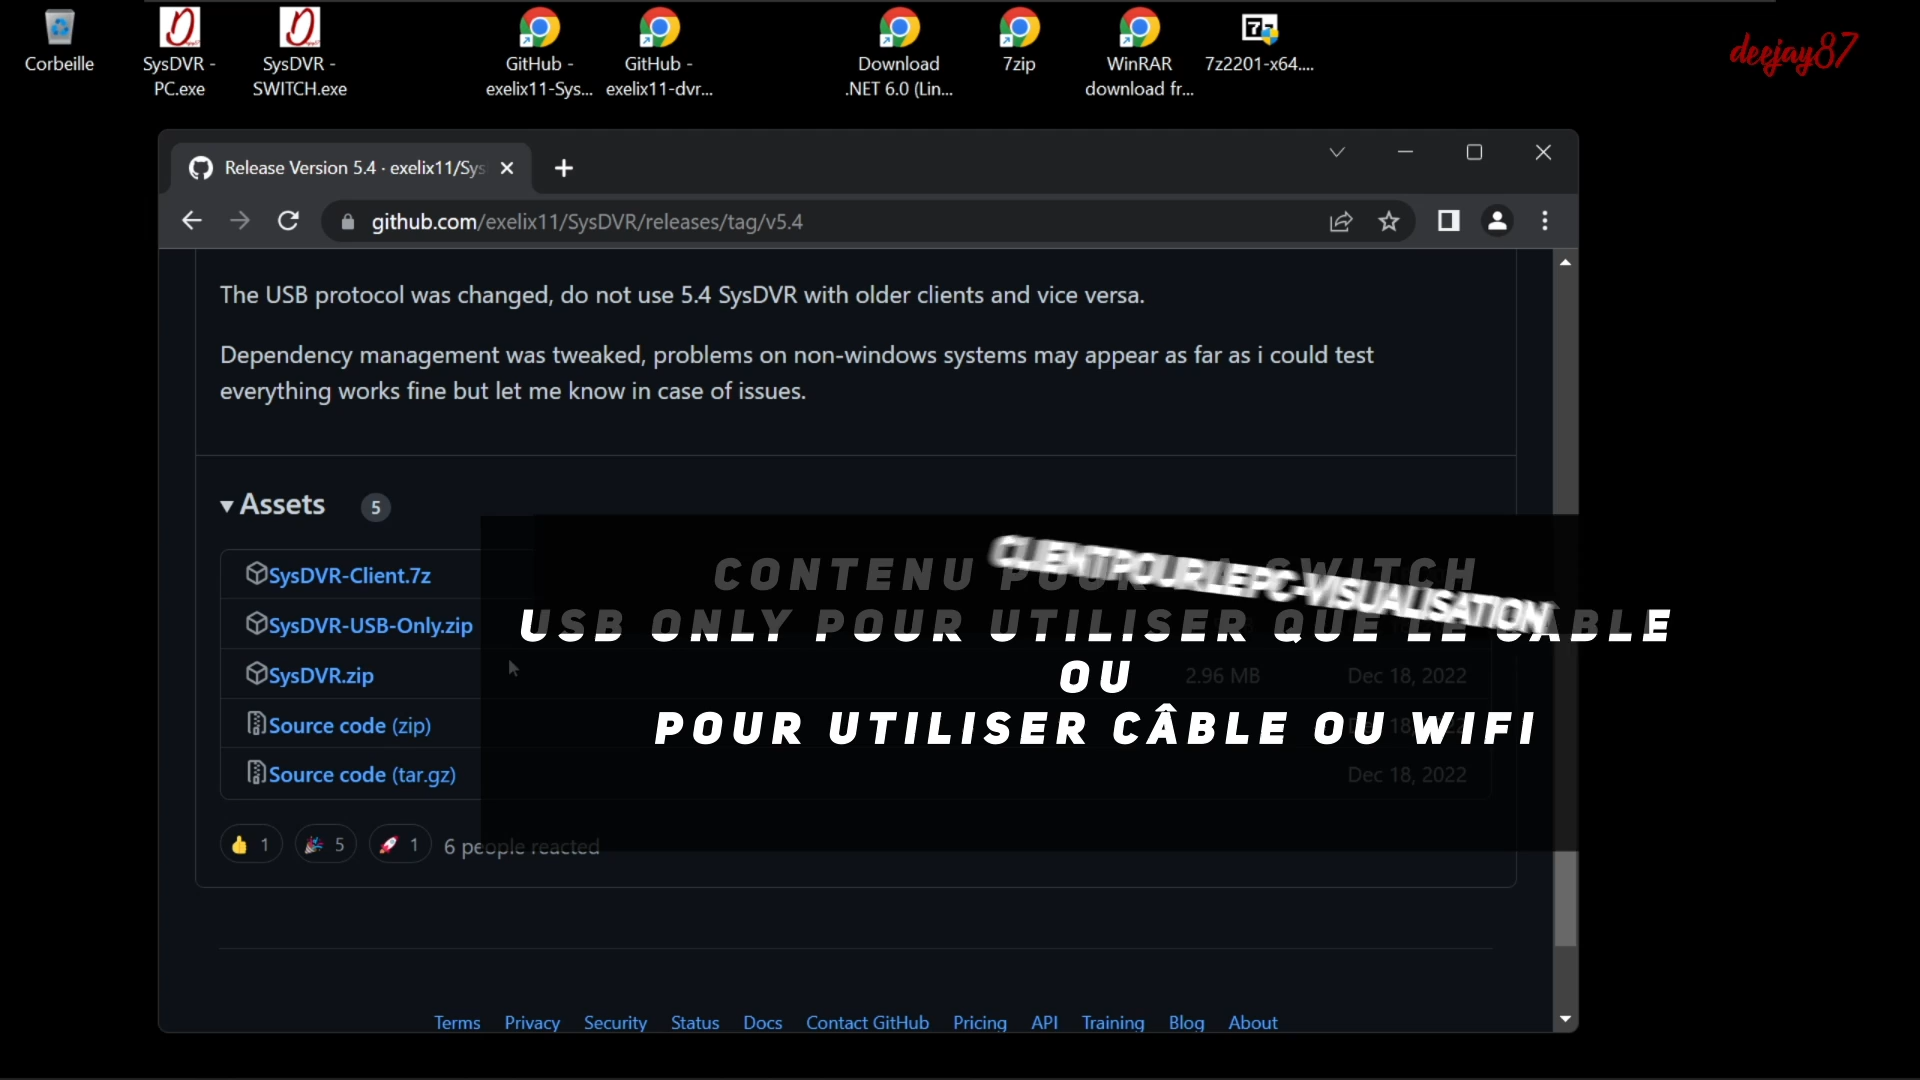 Corbeille
SysDVR -
PC.exe
SysDVR -
SWITCH.exe
GitHub -
exelix11-Sys...
GitHub -
exelix11-dvr...
Download
.NET 6.0 (Lin...
7zip
WinRAR
download fr...
7z2201-x64....
deejay87
Release Version 5.4 · exelix11/Sys
github.com/exelix11/SysDVR/releases/tag/v5.4
The USB protocol was changed, do not use 5.4 SysDVR with older clients and vice versa.
Dependency management was tweaked, problems on non-windows systems may appear as far as i could test
everything works fine but let me know in case of issues.
Assets 5
SysDVR-Client.7z
SysDVR-USB-Only.zip
SysDVR.zip 2.96 MB Dec 18, 2022
Source code (zip)
Source code (tar.gz) Dec 18, 2022
CLIENT POUR LE PC - VISUALISATION
CONTENU POUR LA SWITCH
USB ONLY POUR UTILISER QUE LE CÂBLE
OU
POUR UTILISER CÂBLE OU WIFI
1 5 1 6 people reacted
Terms Privacy Security Status Docs Contact GitHub Pricing API Training Blog About